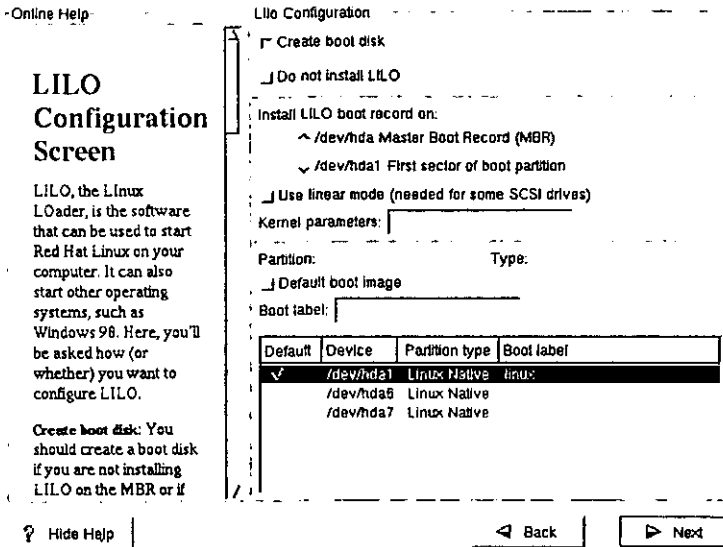 Online Help
LILO
Configuration
Screen
LILO, the LInux
LOader, is the software
that can be used to start
Red Hat Linux on your
computer. It can also
start other operating
systems, such as
Windows 98. Here, you'll
be asked how (or
whether) you want to
configure LILO.
Create boot disk: You
should create a boot disk
if you are not installing
LILO on the MBR or if
Lilo Configuration
Create boot disk
Do not install LILO
Install LILO boot record on:
/dev/hda Master Boot Record (MBR)
/dev/hda1 First sector of boot partition
Use linear mode (needed for some SCSI drives)
Kernel parameters:
Partition: Type:
Default boot image
Boot label:
Default Device Partition type Boot label
/dev/hda1 Linux Native linux
/dev/hda6 Linux Native
/dev/hda7 Linux Native
? Hide Help
Back
Next